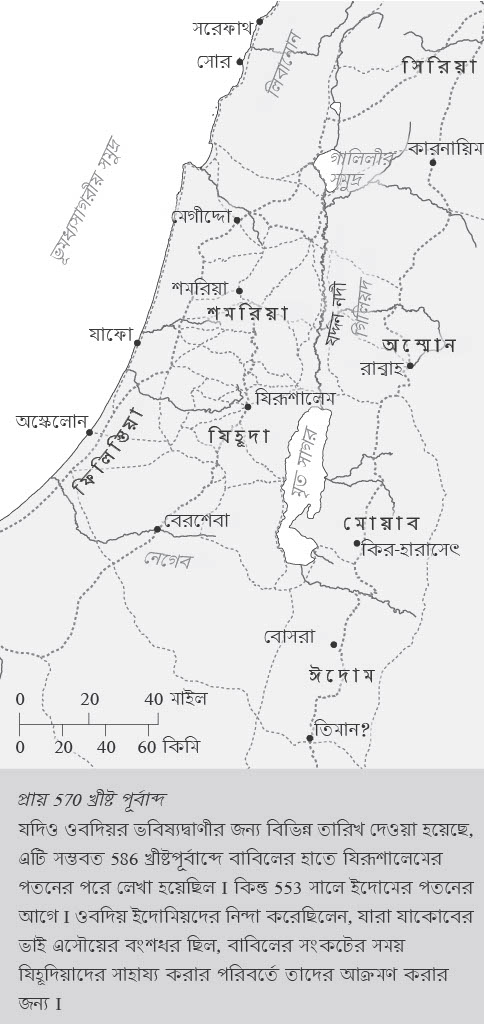 সরেফাথ
সোর
লিবানোন
সিরিয়া
ভূমধ্যসাগরীয় সমুদ্র
গালিলীর
সমুদ্র
কারনায়িম
মেগীদ্দো
শমরিয়া
শমরিয়া
যর্দ্দন নদী
গিলিয়দ
যাফো
অম্মোন
রাব্বাহ
যিরূশালেম
অস্কেলোন
ফিলিস্তিয়া
যিহূদা
মৃত সাগর
বেরশেবা
মোয়াব
কির-হারাসেৎ
নেগেব
বোসরা
ঈদোম
0 20 40 মাইল
0 20 40 60 কিমি
তিমান?
প্রায় 570 খ্রীষ্ট পূর্বাব্দ
যদিও ওবদিয়র ভবিষ্যদ্বাণীর জন্য বিভিন্ন তারিখ দেওয়া হয়েছে,
এটি সম্ভবত 586 খ্রীষ্টপূর্বাব্দে বাবিলের হাতে যিরূশালেমের
পতনের পরে লেখা হয়েছিল I কিন্তু 553 সালে ইদোমের পতনের
আগে I ওবদিয় ইদোমিয়দের নিন্দা করেছিলেন, যারা যাকোবের
ভাই এসৌয়ের বংশধর ছিল, বাবিলের সংকটের সময়
যিহূদিয়াদের সাহায্য করার পরিবর্তে তাদের আক্রমণ করার
জন্য I